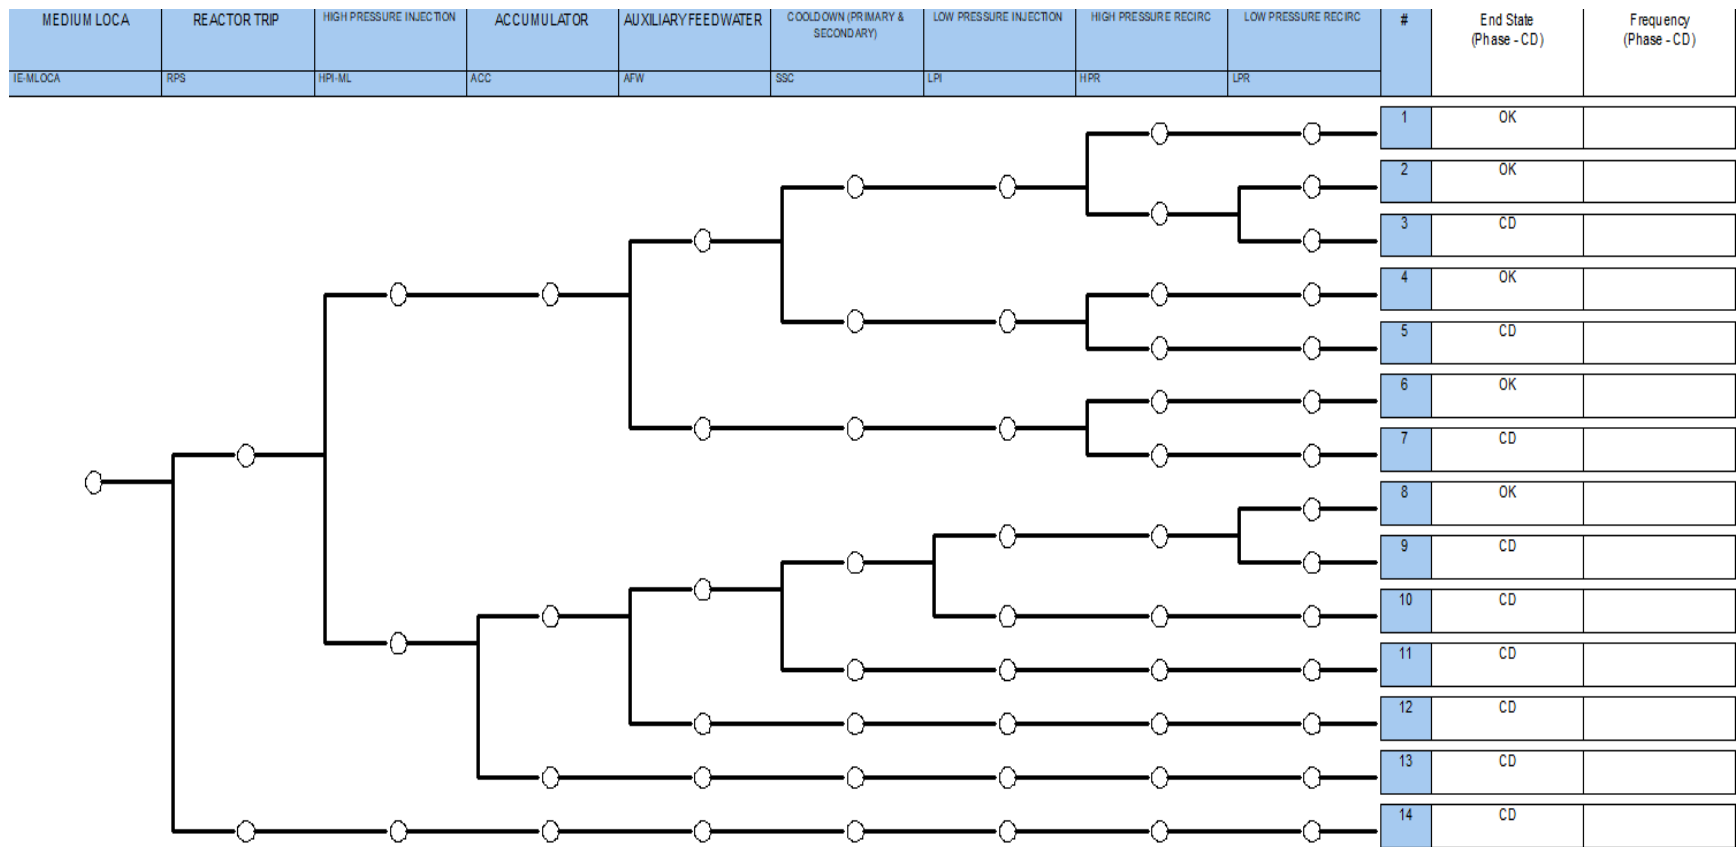 MEDIUM LOCA
REACTOR TRIP
HIGH PRESSURE INJECTION
ACCUMULATOR
AUXILIARY FEEDWATER
COOLDOWN (PRIMARY &
SECONDARY)
LOW PRESSURE INJECTION
HIGH PRESSURE RECIRC
LOW PRESSURE RECIRC
#
End State
(Phase - CD)
Frequency
(Phase - CD)
IE-MLOCA
RPS
HPI-ML
ACC
AFW
SSC
LPI
HPR
LPR
1 OK
2 OK
3 CD
4 OK
5 CD
6 OK
7 CD
8 OK
9 CD
10 CD
11 CD
12 CD
13 CD
14 CD